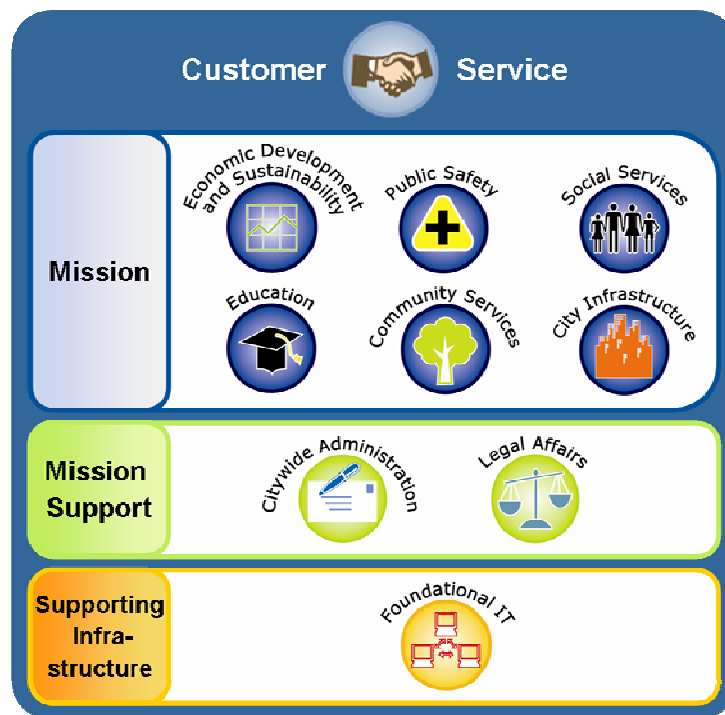 Customer Service
Mission
Economic Development
and Sustainability
Public Safety
Social Services
Education
Community Services
City Infrastructure
Mission
Support
Citywide Administration
Legal Affairs
Supporting
Infra-
structure
Foundational IT